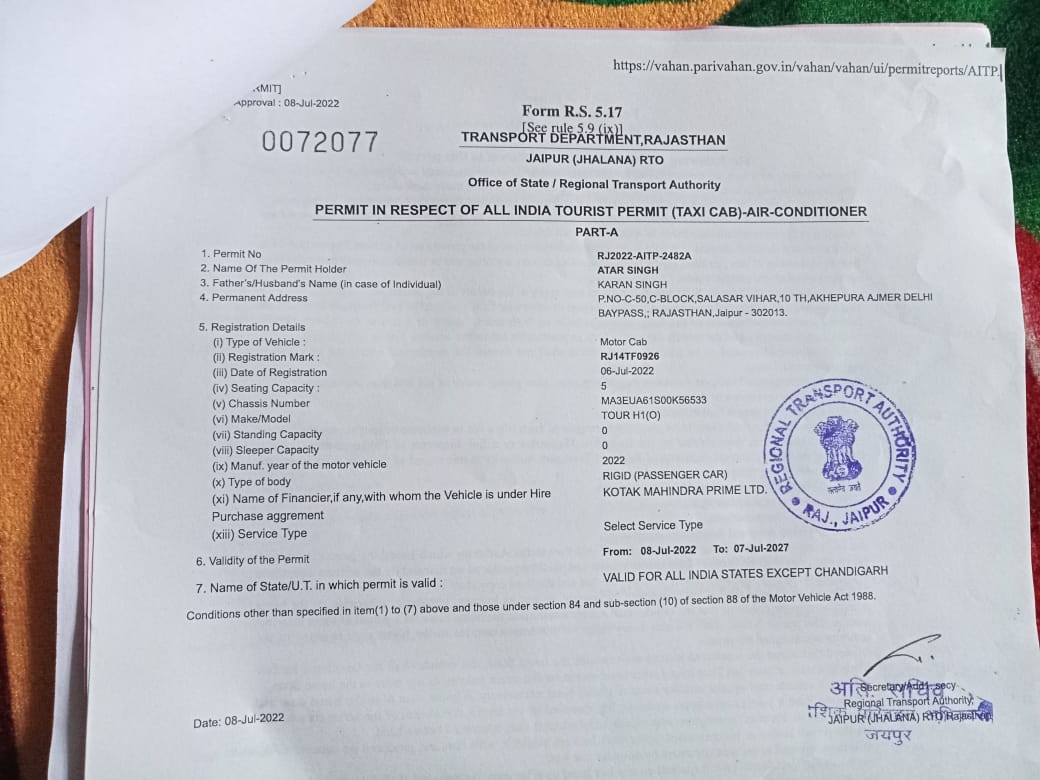 https://vahan.parivahan.gov.in/vahan/vahan/ui/permitreports/AITP.
RMIT]
Approval : 08-Jul-2022
Form R.S. 5.17
[See rule 5.9 (ix)]
0072077
TRANSPORT DEPARTMENT,RAJASTHAN
JAIPUR (JHALANA) RTO
Office of State / Regional Transport Authority
PERMIT IN RESPECT OF ALL INDIA TOURIST PERMIT (TAXI CAB)-AIR-CONDITIONER
PART-A
1. Permit No RJ2022-AITP-2482A
2. Name Of The Permit Holder ATAR SINGH
3. Father's/Husband's Name (in case of Individual) KARAN SINGH
4. Permanent Address P.NO-C-50,C-BLOCK,SALASAR VIHAR,10 TH,AKHEPURA AJMER DELHI
BAYPASS,; RAJASTHAN,Jaipur - 302013.
5. Registration Details
(i) Type of Vehicle : Motor Cab
(ii) Registration Mark : RJ14TF0926
(iii) Date of Registration 06-Jul-2022
(iv) Seating Capacity : 5
(v) Chassis Number MA3EUA61S00K56533
(vi) Make/Model TOUR H1(O)
(vii) Standing Capacity 0
(viii) Sleeper Capacity 0
(ix) Manuf. year of the motor vehicle 2022
(x) Type of body RIGID (PASSENGER CAR)
(xi) Name of Financier,if any,with whom the Vehicle is under Hire KOTAK MAHINDRA PRIME LTD.
Purchase aggrement
(xiii) Service Type Select Service Type
6. Validity of the Permit From: 08-Jul-2022 To: 07-Jul-2027
7. Name of State/U.T. in which permit is valid : VALID FOR ALL INDIA STATES EXCEPT CHANDIGARH
Conditions other than specified in item(1) to (7) above and those under section 84 and sub-section (10) of section 88 of the Motor Vehicle Act 1988.
REGIONAL TRANSPORT AUTHORITY
RAJ., JAIPUR
सत्यमेव जयते
अति. सचिव
Secretary/Addl. secy
Regional Transport Authority,
JAIPUR (JHALANA) RTO Rajasthan
जयपुर
Date: 08-Jul-2022